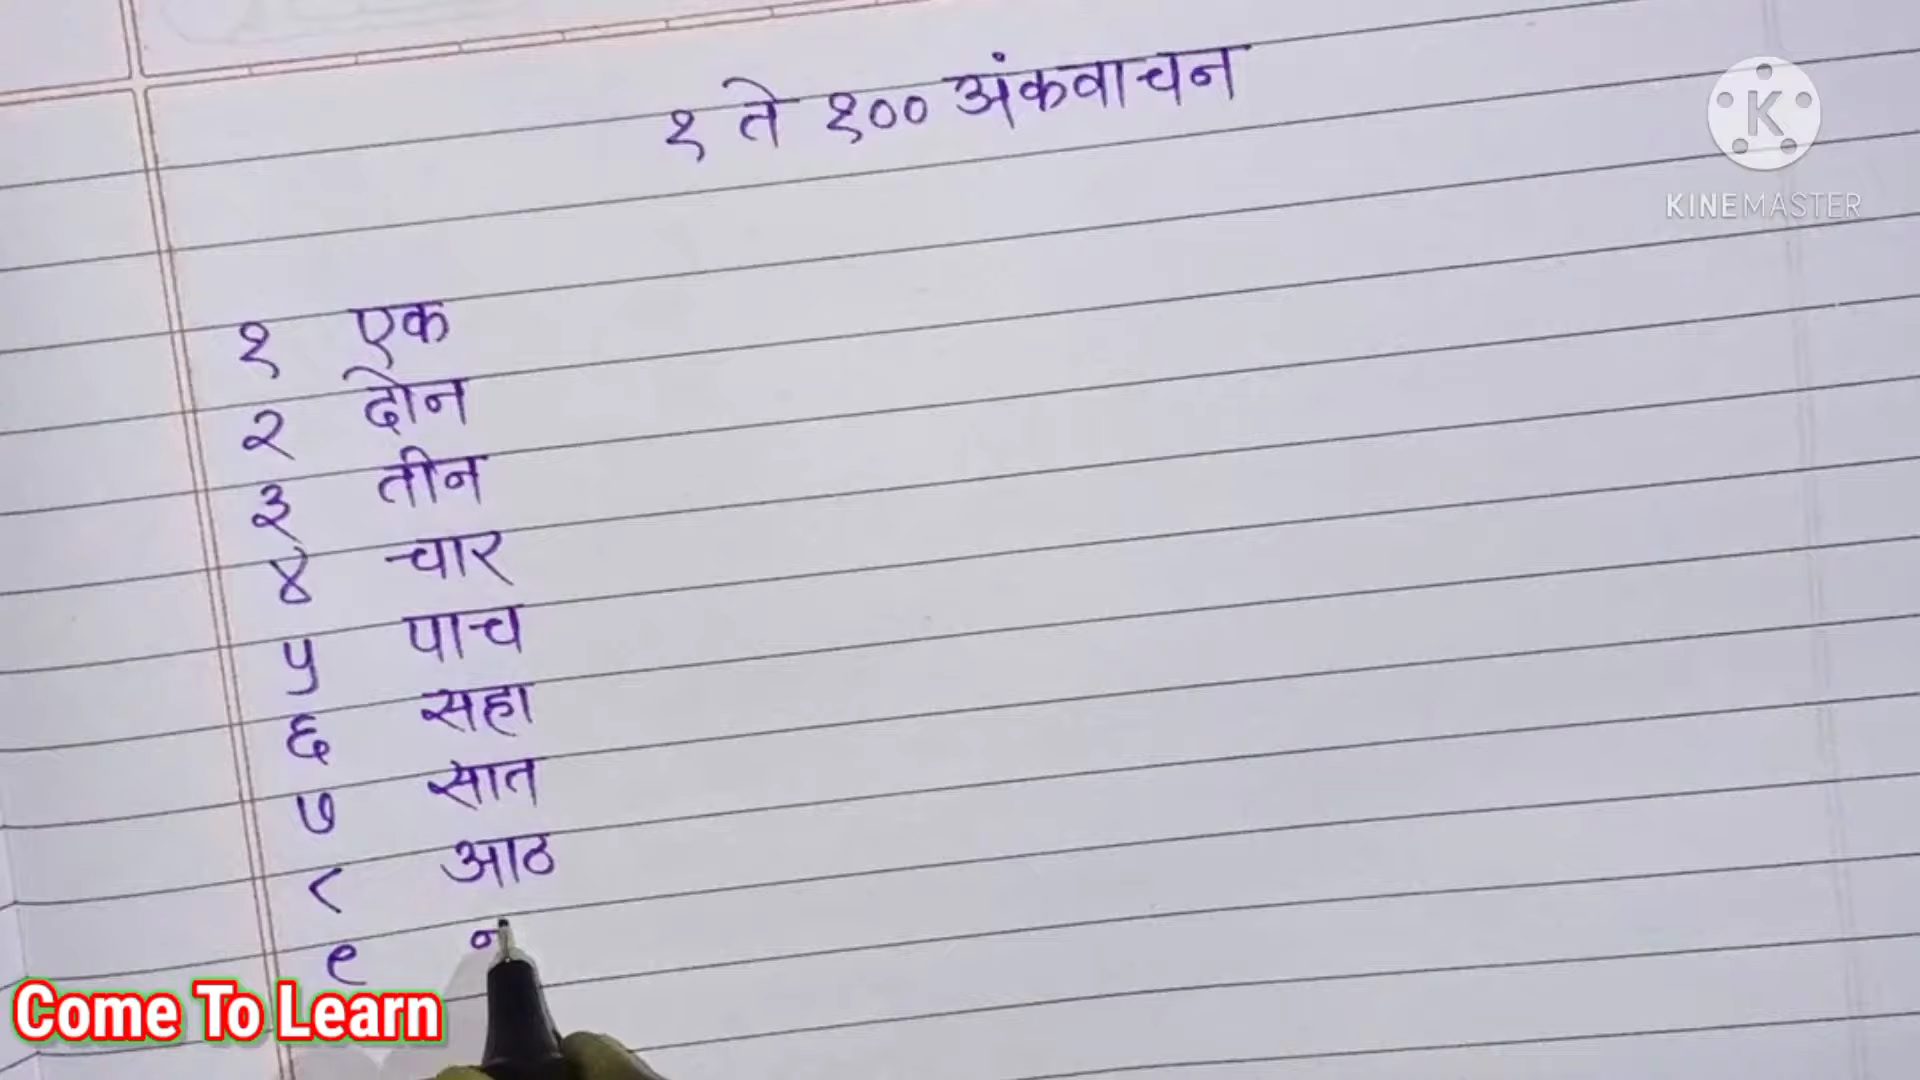 १ ते १०० अंकवाचन
KINEMASTER
१ एक
२ दोन
३ तीन
४ चार
५ पाच
६ सहा
७ सात
८ आठ
९
Come To Learn